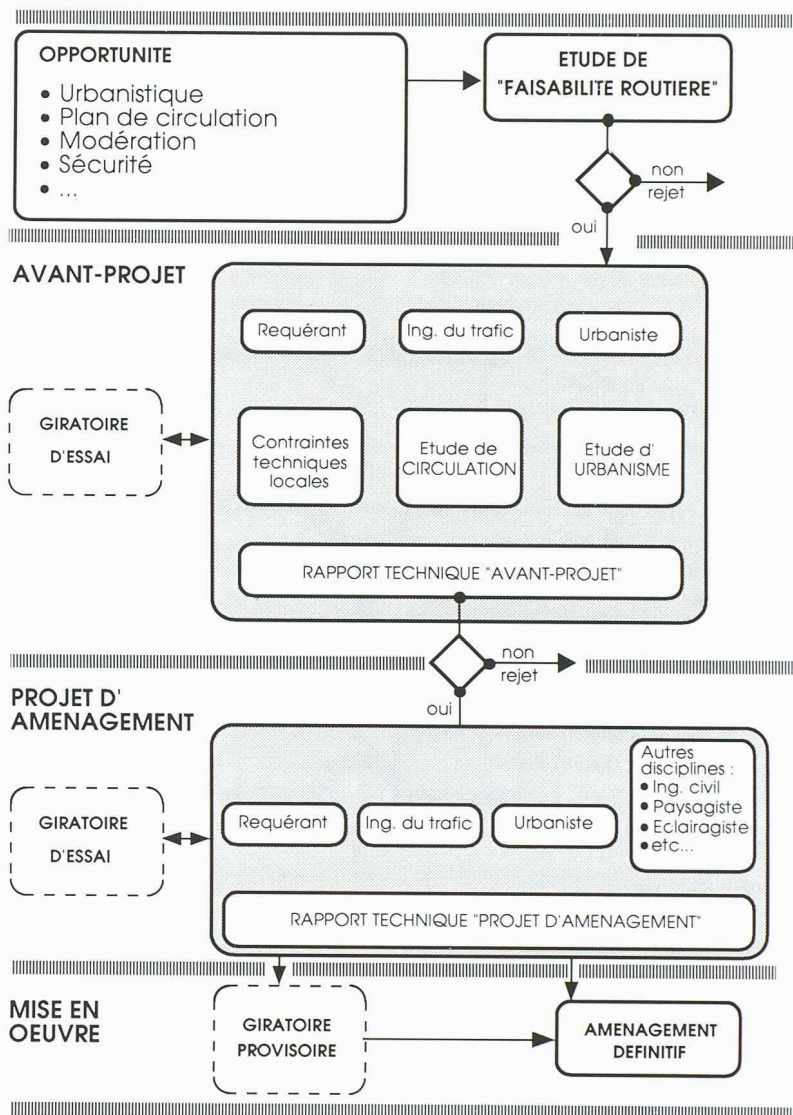 OPPORTUNITE
• Urbanistique
• Plan de circulation
• Modération
• Sécurité
• ...
ETUDE DE
"FAISABILITE ROUTIERE"
non
rejet
oui
AVANT-PROJET
Requérant
Ing. du trafic
Urbaniste
GIRATOIRE
D'ESSAI
Contraintes
techniques
locales
Etude de
CIRCULATION
Etude d'
URBANISME
RAPPORT TECHNIQUE "AVANT-PROJET"
non
rejet
oui
PROJET D'
AMENAGEMENT
Autres
disciplines :
• Ing. civil
• Paysagiste
• Eclairagiste
• etc...
GIRATOIRE
D'ESSAI
Requérant
Ing. du trafic
Urbaniste
RAPPORT TECHNIQUE "PROJET D'AMENAGEMENT"
MISE EN
OEUVRE
GIRATOIRE
PROVISOIRE
AMENAGEMENT
DEFINITIF